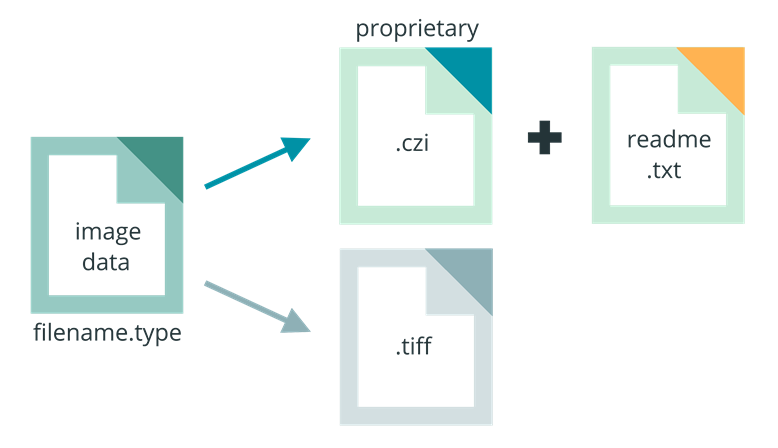 proprietary
.czi
readme
.txt
image
data
filename.type
.tiff